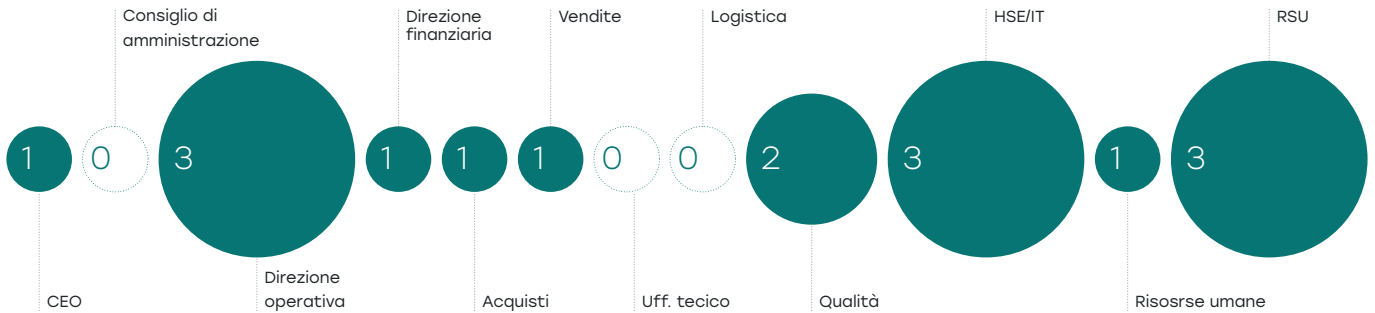 Consiglio di
amministrazione
Direzione
finanziaria
Vendite
Logistica
HSE/IT
RSU
1
0
3
1
1
1
0
0
2
3
1
3
CEO
Direzione
operativa
Acquisti
Uff. tecico
Qualità
Risosrse umane